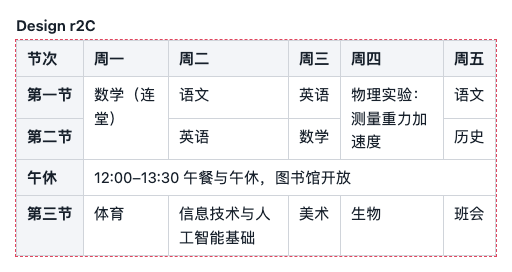 Design r2C
节次 周一 周二 周三 周四 周五
第一节 数学（连堂） 语文 英语 物理实验：测量重力加速度 语文
第二节 英语 数学 历史
午休 12:00–13:30 午餐与午休，图书馆开放
第三节 体育 信息技术与人工智能基础 美术 生物 班会